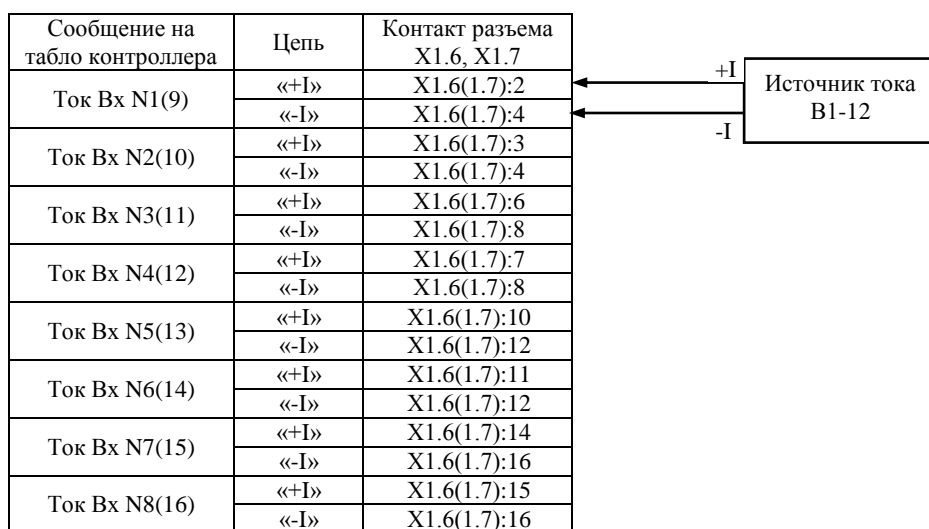 Сообщение на табло контроллера Цепь Контакт разъема X1.6, X1.7
Ток Вх N1(9) «+I» X1.6(1.7):2
«-I» X1.6(1.7):4
Ток Вх N2(10) «+I» X1.6(1.7):3
«-I» X1.6(1.7):4
Ток Вх N3(11) «+I» X1.6(1.7):6
«-I» X1.6(1.7):8
Ток Вх N4(12) «+I» X1.6(1.7):7
«-I» X1.6(1.7):8
Ток Вх N5(13) «+I» X1.6(1.7):10
«-I» X1.6(1.7):12
Ток Вх N6(14) «+I» X1.6(1.7):11
«-I» X1.6(1.7):12
Ток Вх N7(15) «+I» X1.6(1.7):14
«-I» X1.6(1.7):16
Ток Вх N8(16) «+I» X1.6(1.7):15
«-I» X1.6(1.7):16
+I
-I
Источник тока
В1-12